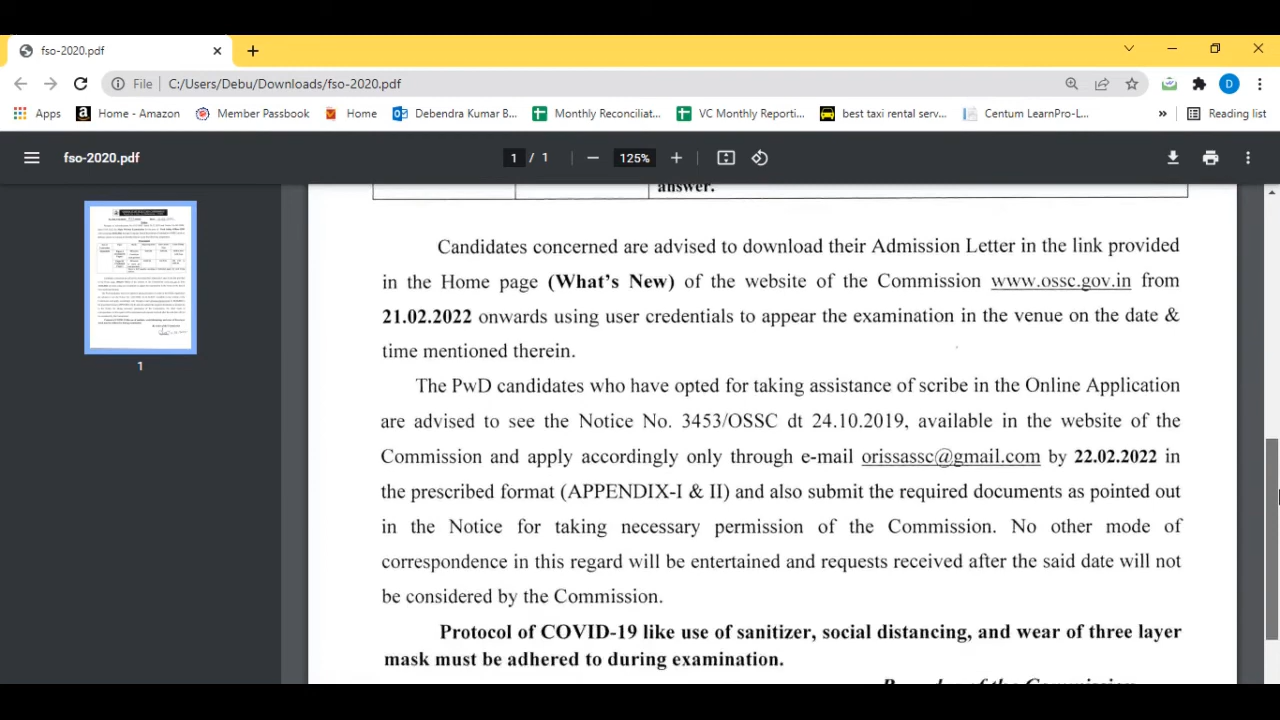 fso-2020.pdf
File C:/Users/Debu/Downloads/fso-2020.pdf
D
Apps Home - Amazon Member Passbook Home Debendra Kumar B... Monthly Reconciliat... VC Monthly Reporti... best taxi rental serv... Centum LearnPro-L... » Reading list
fso-2020.pdf 1 / 1 125%
answer.
Candidates concerned are advised to download their Admission Letter in the link provided
in the Home page (What's New) of the website of the Commission www.ossc.gov.in from
21.02.2022 onwards using user credentials to appear the examination in the venue on the date &
time mentioned therein.
The PwD candidates who have opted for taking assistance of scribe in the Online Application
are advised to see the Notice No. 3453/OSSC dt 24.10.2019, available in the website of the
Commission and apply accordingly only through e-mail orissassc@gmail.com by 22.02.2022 in
the prescribed format (APPENDIX-I & II) and also submit the required documents as pointed out
in the Notice for taking necessary permission of the Commission. No other mode of
correspondence in this regard will be entertained and requests received after the said date will not
be considered by the Commission.
Protocol of COVID-19 like use of sanitizer, social distancing, and wear of three layer
mask must be adhered to during examination.
of the Commission
1